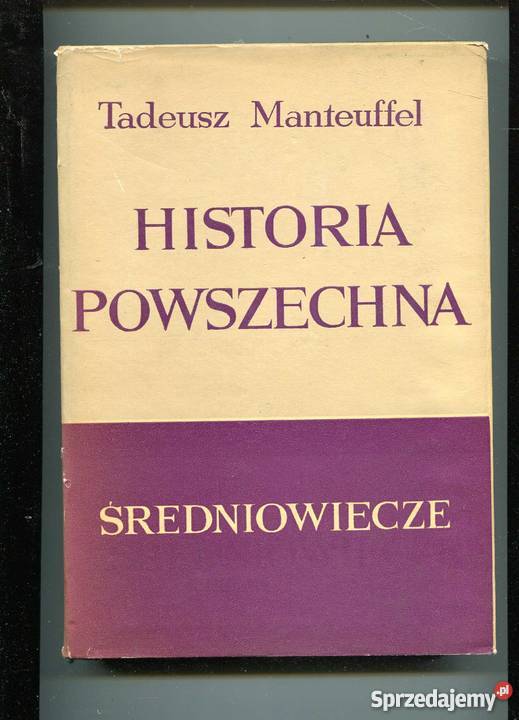 Tadeusz Manteuffel
HISTORIA
POWSZECHNA
ŚREDNIOWIECZE
Sprzedajemy.pl